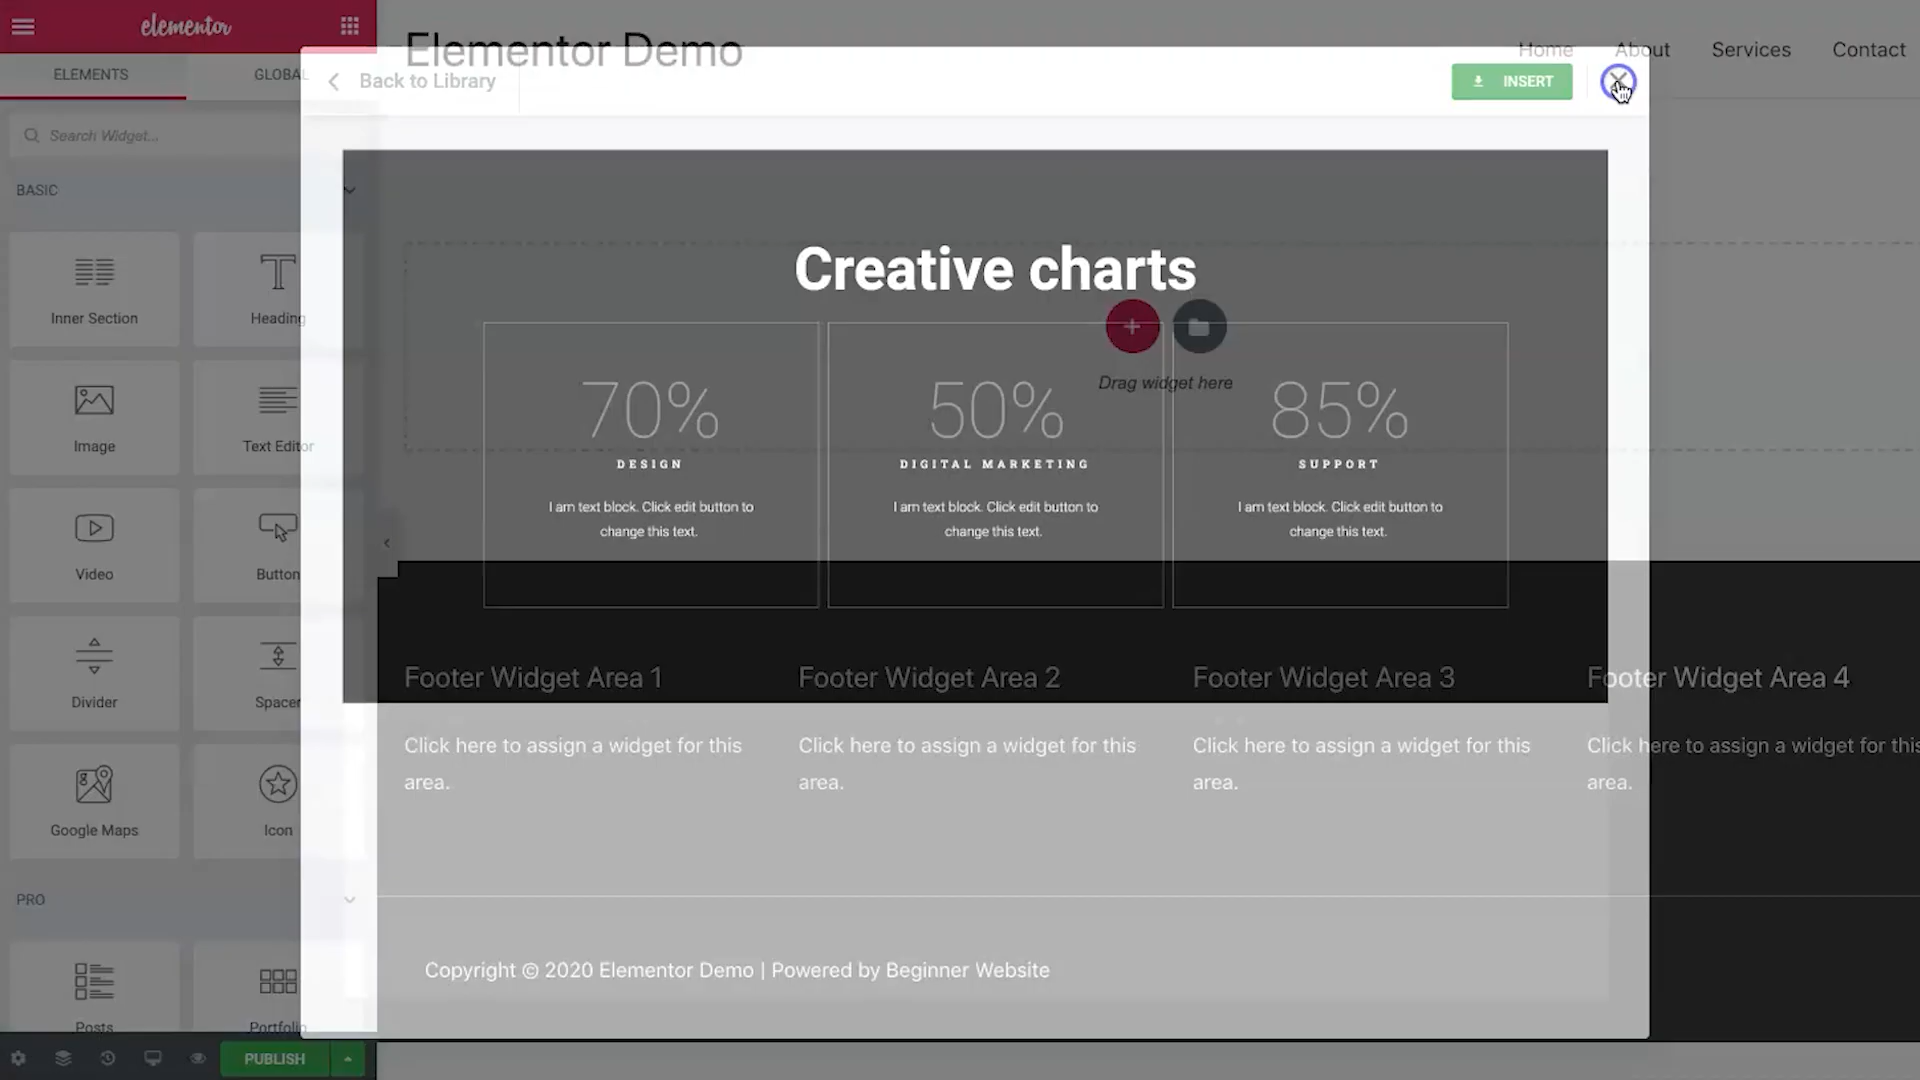 elementor
ELEMENTS
GLOBAL
Search Widget...
BASIC
Inner Section
Heading
Image
Text Editor
Video
Button
Divider
Spacer
Google Maps
Icon
PRO
Posts
Portfolio
PUBLISH
Elementor Demo
Home About Services Contact
Back to Library
INSERT
Creative charts
Drag widget here
70%
DESIGN
I am text block. Click edit button to
change this text.
50%
DIGITAL MARKETING
I am text block. Click edit button to
change this text.
85%
SUPPORT
I am text block. Click edit button to
change this text.
Footer Widget Area 1
Click here to assign a widget for this
area.
Footer Widget Area 2
Click here to assign a widget for this
area.
Footer Widget Area 3
Click here to assign a widget for this
area.
Footer Widget Area 4
Click here to assign a widget for this
area.
Copyright © 2020 Elementor Demo | Powered by Beginner Website